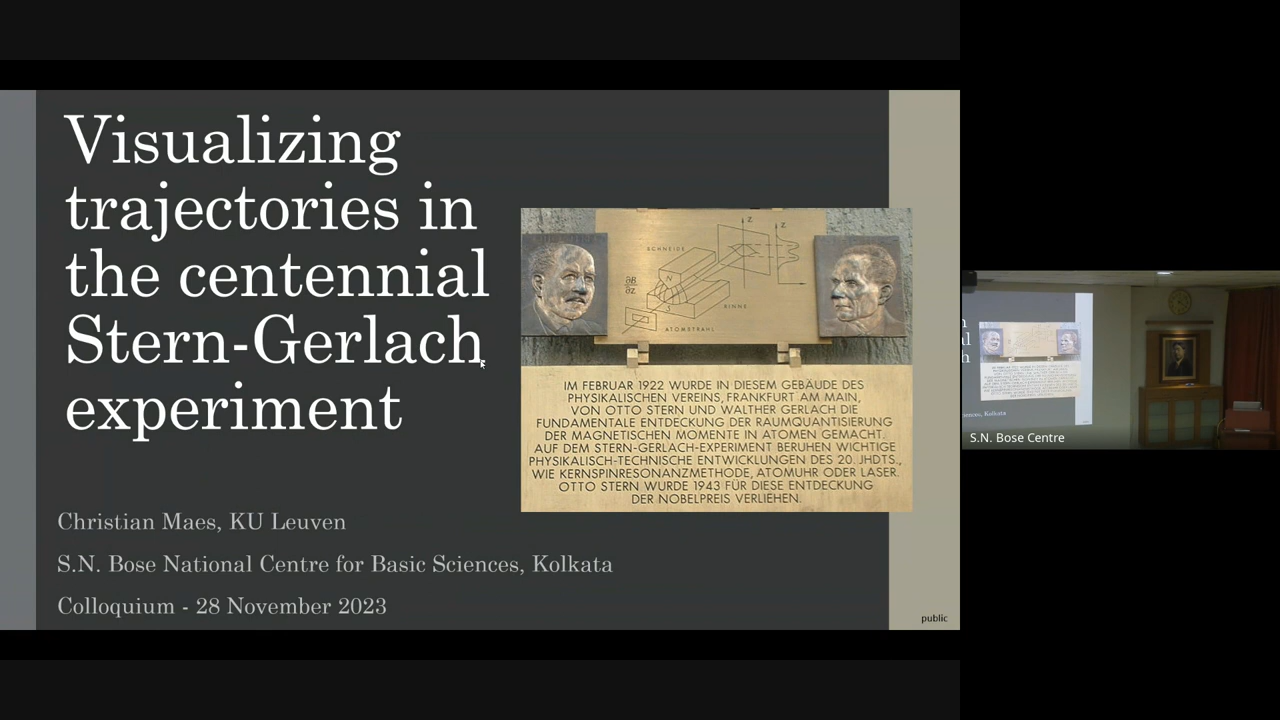 Visualizing
trajectories in
the centennial
Stern-Gerlach
experiment
Z
Z
SCHNEIDE
∂B
∂Z
N
S
RINNE
ATOMSTRAHL
IM FEBRUAR 1922 WURDE IN DIESEM GEBÄUDE DES
PHYSIKALISCHEN VEREINS, FRANKFURT AM MAIN,
VON OTTO STERN UND WALTHER GERLACH DIE
FUNDAMENTALE ENTDECKUNG DER RAUMQUANTISIERUNG
DER MAGNETISCHEN MOMENTE IN ATOMEN GEMACHT.
AUF DEM STERN-GERLACH-EXPERIMENT BERUHEN WICHTIGE
PHYSIKALISCH-TECHNISCHE ENTWICKLUNGEN DES 20. JHDTS.,
WIE KERNSPINRESONANZMETHODE, ATOMUHR ODER LASER.
OTTO STERN WURDE 1943 FÜR DIESE ENTDECKUNG
DER NOBELPREIS VERLIEHEN.
Christian Maes, KU Leuven
S.N. Bose National Centre for Basic Sciences, Kolkata
Colloquium - 28 November 2023
public
S.N. Bose Centre